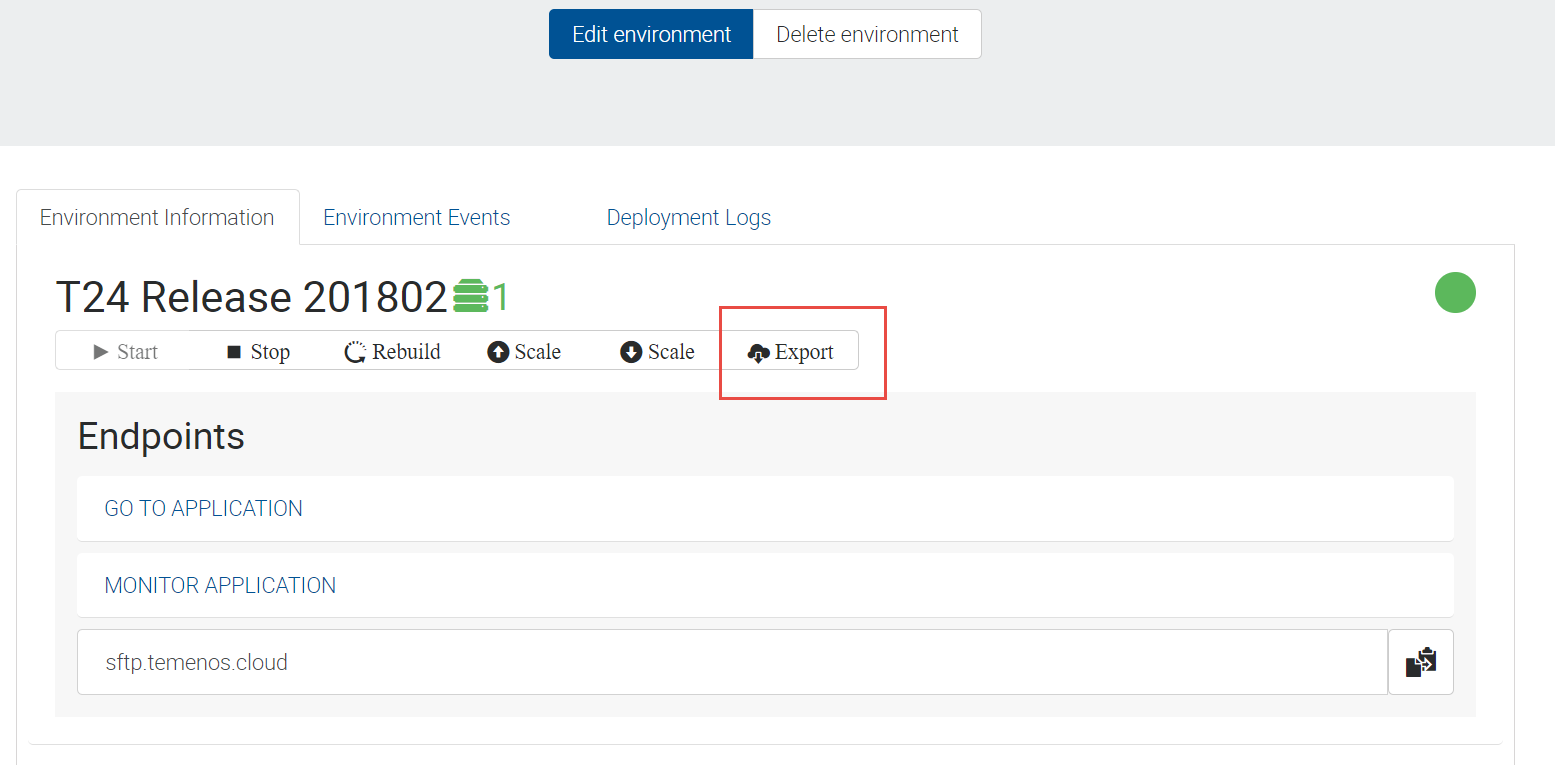 Edit environment Delete environment
Environment Information Environment Events Deployment Logs
T24 Release 201802 1
Start Stop Rebuild Scale Scale Export
Endpoints
GO TO APPLICATION
MONITOR APPLICATION
sftp.temenos.cloud